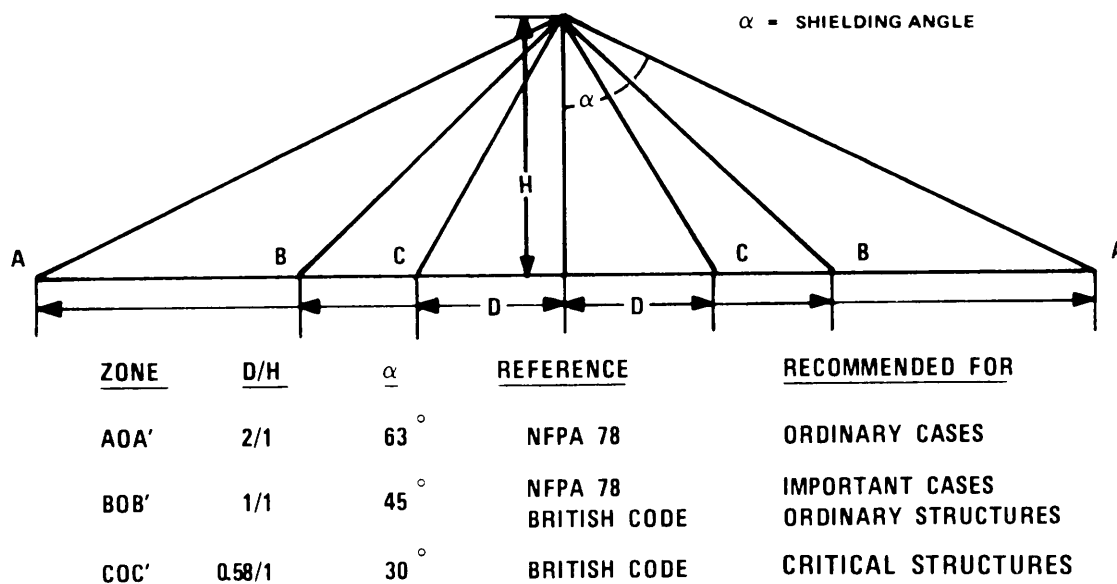 α = SHIELDING ANGLE
α
H
A B C C B A
D D
ZONE D/H α REFERENCE RECOMMENDED FOR
AOA′ 2/1 63° NFPA 78 ORDINARY CASES
BOB′ 1/1 45° NFPA 78 IMPORTANT CASES
BRITISH CODE ORDINARY STRUCTURES
COC′ 0.58/1 30° BRITISH CODE CRITICAL STRUCTURES